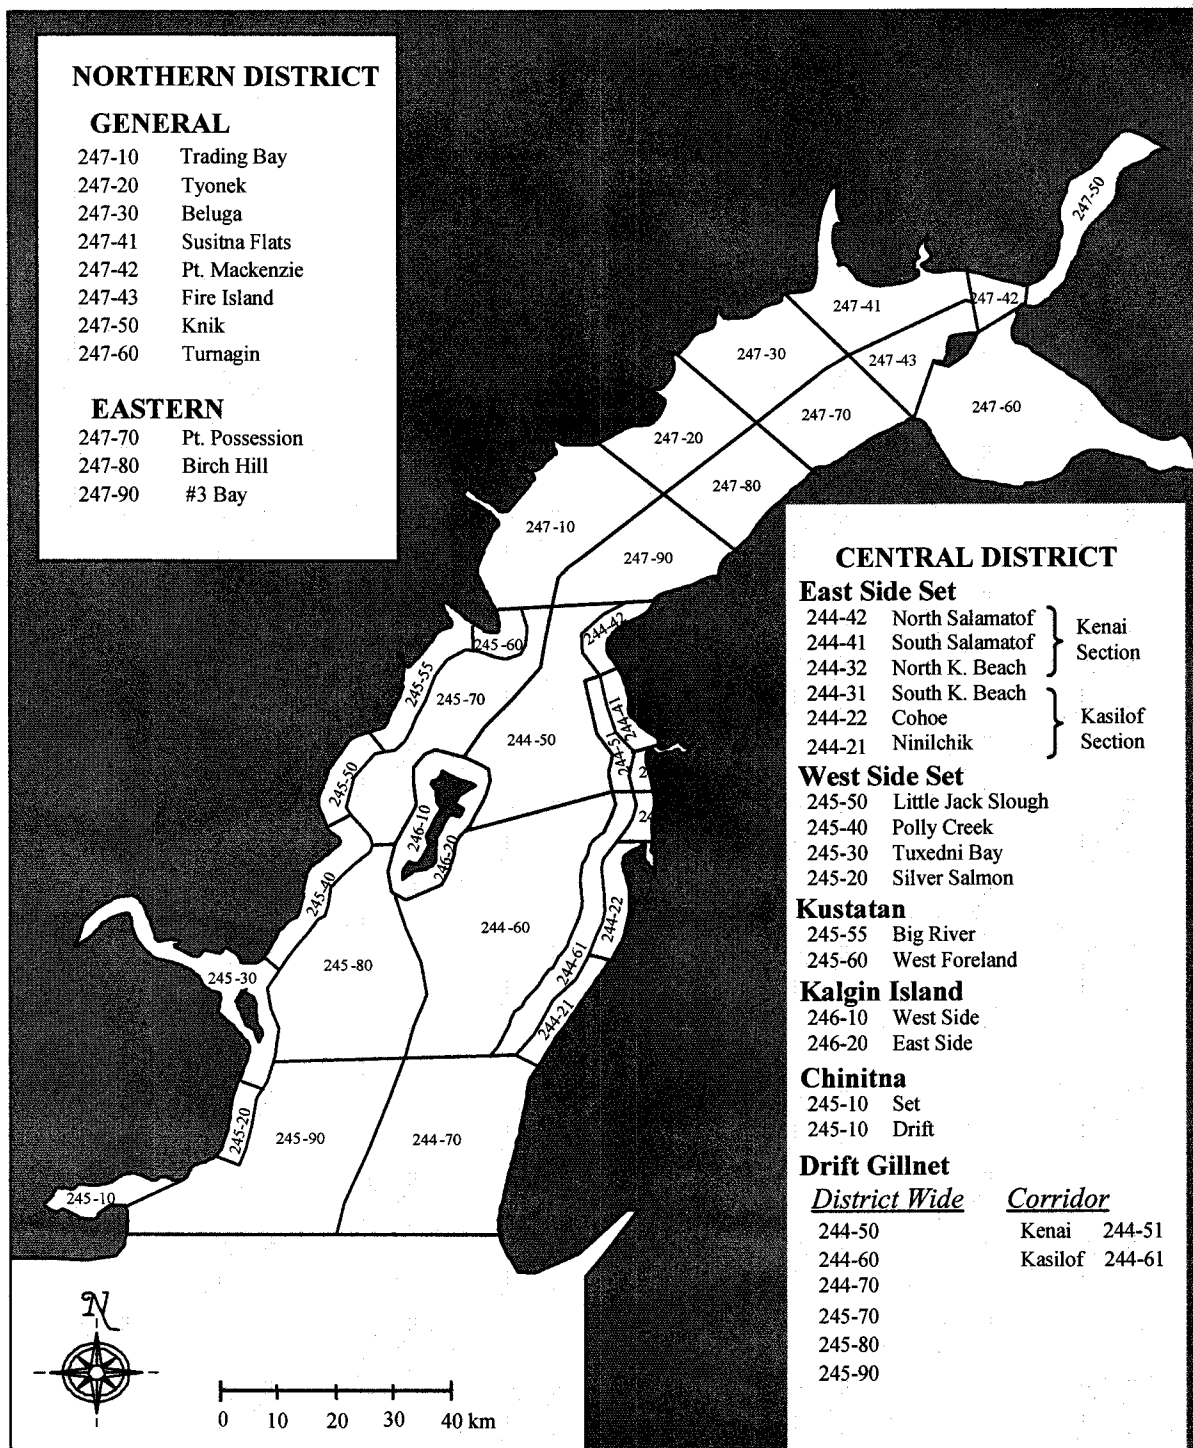 NORTHERN DISTRICT
GENERAL
247-10 Trading Bay
247-20 Tyonek
247-30 Beluga
247-41 Susitna Flats
247-42 Pt. Mackenzie
247-43 Fire Island
247-50 Knik
247-60 Turnagin
EASTERN
247-70 Pt. Possession
247-80 Birch Hill
247-90 #3 Bay
247-50
247-41
247-42
247-30
247-43
247-60
247-70
247-20
247-80
247-10
247-90
244-42
245-60
245-55
245-70
244-41
244-50
244-51
245-50
24
246-10
24
246-20
245-40
244-22
244-60
245-80
244-61
245-30
244-21
245-20
245-90
244-70
245-10
CENTRAL DISTRICT
East Side Set
244-42 North Salamatof
244-41 South Salamatof
244-32 North K. Beach
Kenai
Section
244-31 South K. Beach
244-22 Cohoe
244-21 Ninilchik
Kasilof
Section
West Side Set
245-50 Little Jack Slough
245-40 Polly Creek
245-30 Tuxedni Bay
245-20 Silver Salmon
Kustatan
245-55 Big River
245-60 West Foreland
Kalgin Island
246-10 West Side
246-20 East Side
Chinitna
245-10 Set
245-10 Drift
Drift Gillnet
District Wide Corridor
244-50 Kenai 244-51
244-60 Kasilof 244-61
244-70
245-70
245-80
245-90
N
0 10 20 30 40 km